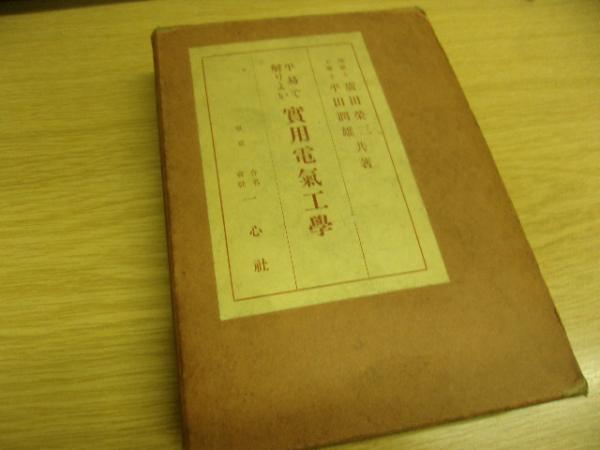 廣田榮三共著
平田潤雄
平易で
解りよい
實用電氣工學
東京
合名
會社
一心社